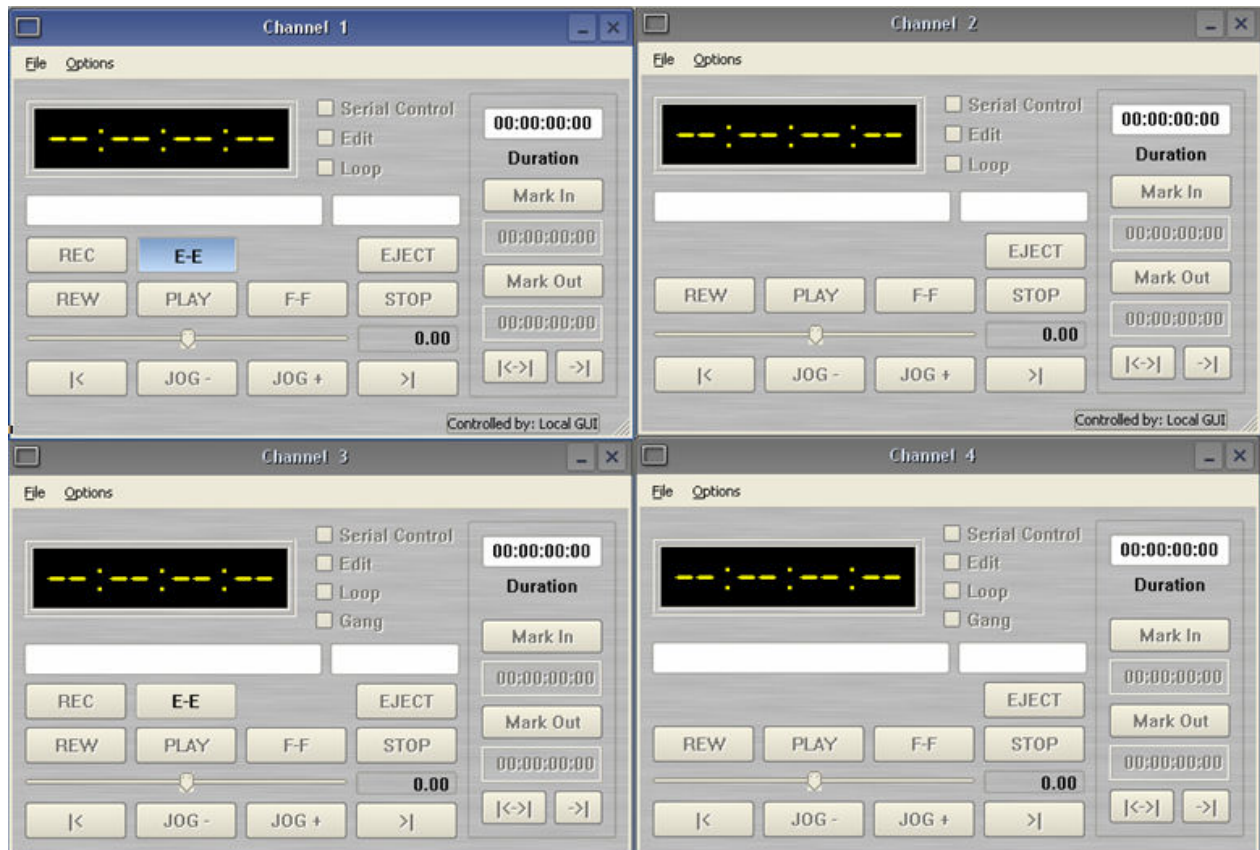 Channel 1
File Options
--:--:--:--
Serial Control
Edit
Loop
00:00:00:00
Duration
Mark In
00:00:00:00
Mark Out
00:00:00:00
|<->| ->|
REC E-E EJECT
REW PLAY F-F STOP
0.00
|< JOG - JOG + >|
Controlled by: Local GUI
Channel 2
File Options
--:--:--:--
Serial Control
Edit
Loop
00:00:00:00
Duration
Mark In
00:00:00:00
Mark Out
00:00:00:00
|<->| ->|
EJECT
REW PLAY F-F STOP
0.00
|< JOG - JOG + >|
Controlled by: Local GUI
Channel 3
File Options
--:--:--:--
Serial Control
Edit
Loop
Gang
00:00:00:00
Duration
Mark In
00:00:00:00
Mark Out
00:00:00:00
|<->| ->|
REC E-E EJECT
REW PLAY F-F STOP
0.00
|< JOG - JOG + >|
Channel 4
File Options
--:--:--:--
Serial Control
Edit
Loop
Gang
00:00:00:00
Duration
Mark In
00:00:00:00
Mark Out
00:00:00:00
|<->| ->|
EJECT
REW PLAY F-F STOP
0.00
|< JOG - JOG + >|